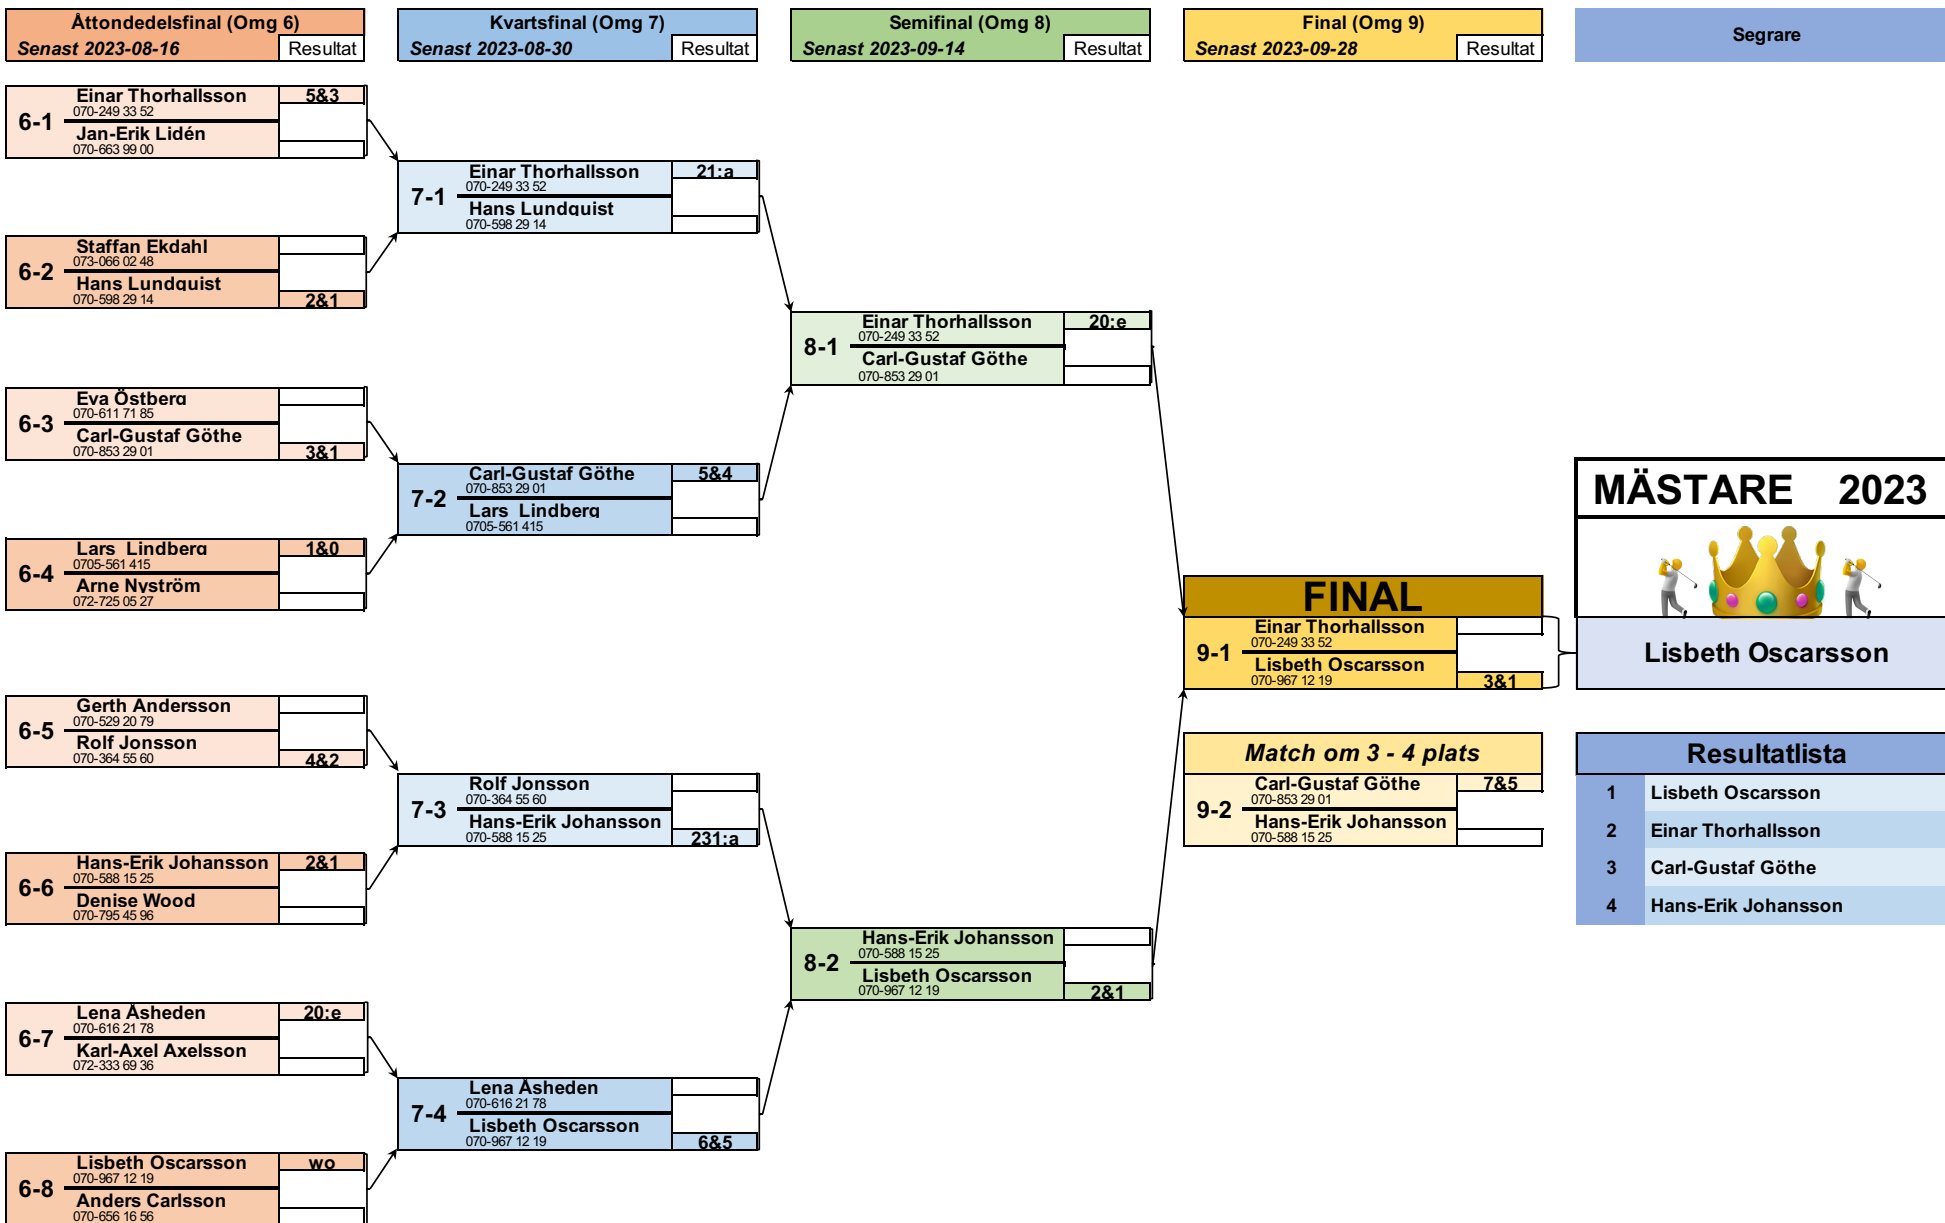 Åttondedelsfinal (Omg 6)
Senast 2023-08-16 Resultat
Kvartsfinal (Omg 7)
Senast 2023-08-30 Resultat
Semifinal (Omg 8)
Senast 2023-09-14 Resultat
Final (Omg 9)
Senast 2023-09-28 Resultat
Segrare
6-1
Einar Thorhallsson 5&3
070-249 33 52
Jan-Erik Lidén
070-663 99 00
6-2
Staffan Ekdahl
073-066 02 48
Hans Lundquist
070-598 29 14 2&1
6-3
Eva Östberg
070-611 71 85
Carl-Gustaf Göthe
070-853 29 01 3&1
6-4
Lars Lindberg 1&0
0705-561 415
Arne Nyström
072-725 05 27
6-5
Gerth Andersson
070-529 20 79
Rolf Jonsson
070-364 55 60 4&2
6-6
Hans-Erik Johansson 2&1
070-588 15 25
Denise Wood
070-795 45 96
6-7
Lena Åsheden 20:e
070-616 21 78
Karl-Axel Axelsson
072-333 69 36
6-8
Lisbeth Oscarsson wo
070-967 12 19
Anders Carlsson
070-656 16 56
7-1
Einar Thorhallsson 21:a
070-249 33 52
Hans Lundquist
070-598 29 14
7-2
Carl-Gustaf Göthe 5&4
070-853 29 01
Lars Lindberg
0705-561 415
7-3
Rolf Jonsson
070-364 55 60
Hans-Erik Johansson
070-588 15 25 231:a
7-4
Lena Åsheden
070-616 21 78
Lisbeth Oscarsson
070-967 12 19 6&5
8-1
Einar Thorhallsson 20:e
070-249 33 52
Carl-Gustaf Göthe
070-853 29 01
8-2
Hans-Erik Johansson
070-588 15 25
Lisbeth Oscarsson
070-967 12 19 2&1
FINAL
9-1
Einar Thorhallsson
070-249 33 52
Lisbeth Oscarsson
070-967 12 19 3&1
Match om 3 - 4 plats
9-2
Carl-Gustaf Göthe 7&5
070-853 29 01
Hans-Erik Johansson
070-588 15 25
MÄSTARE 2023
Lisbeth Oscarsson
Resultatlista
1 Lisbeth Oscarsson
2 Einar Thorhallsson
3 Carl-Gustaf Göthe
4 Hans-Erik Johansson